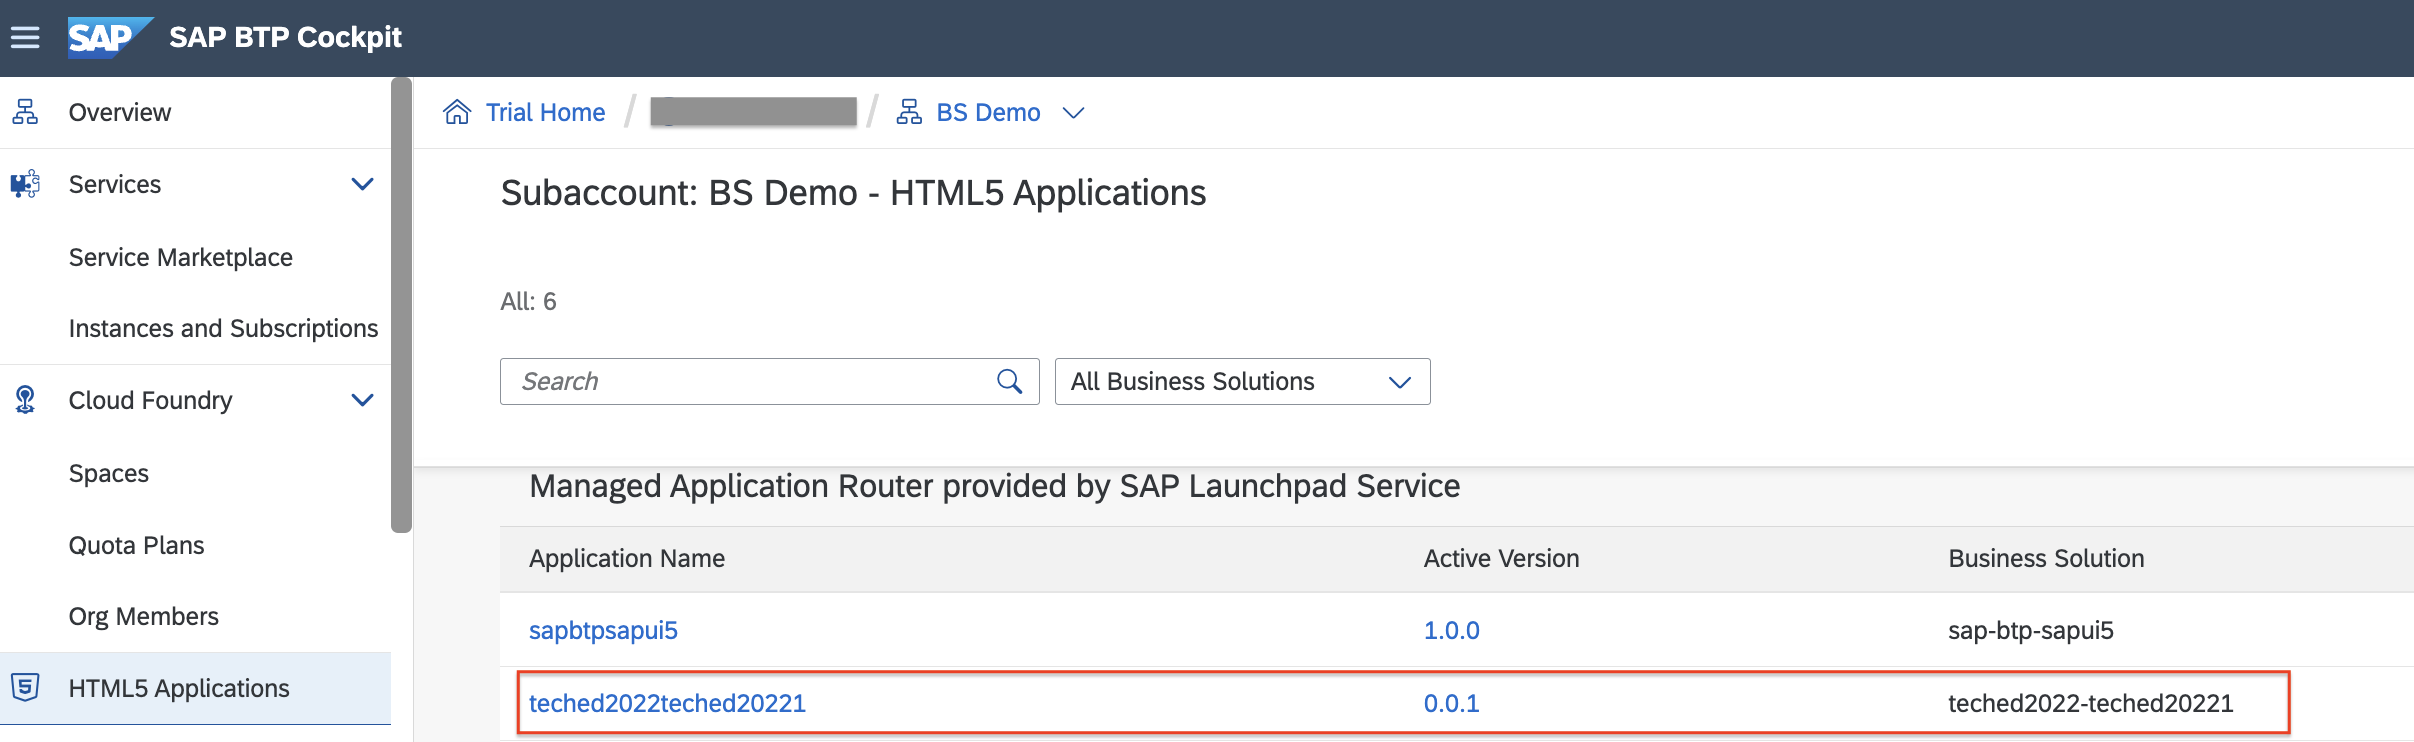 SAP SAP BTP Cockpit
Overview
Services
Service Marketplace
Instances and Subscriptions
Cloud Foundry
Spaces
Quota Plans
Org Members
5 HTML5 Applications
Trial Home / / BS Demo
Subaccount: BS Demo - HTML5 Applications
All: 6
Search All Business Solutions
Managed Application Router provided by SAP Launchpad Service
Application Name Active Version Business Solution
sapbtpsapui5 1.0.0 sap-btp-sapui5
teched2022teched20221 0.0.1 teched2022-teched20221